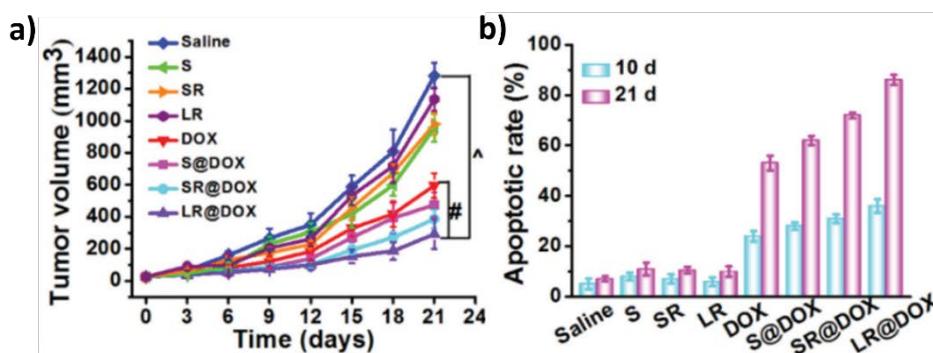 a)
Tumor volume (mm³)
1400
1200
1000
800
600
400
200
0
Saline
S
SR
LR
DOX
S@DOX
SR@DOX
LR@DOX
^
#
0 3 6 9 12 15 18 21 24
Time (days)
b)
Apoptotic rate (%)
100
80
60
40
20
0
10 d
21 d
Saline S SR LR DOX S@DOX SR@DOX LR@DOX